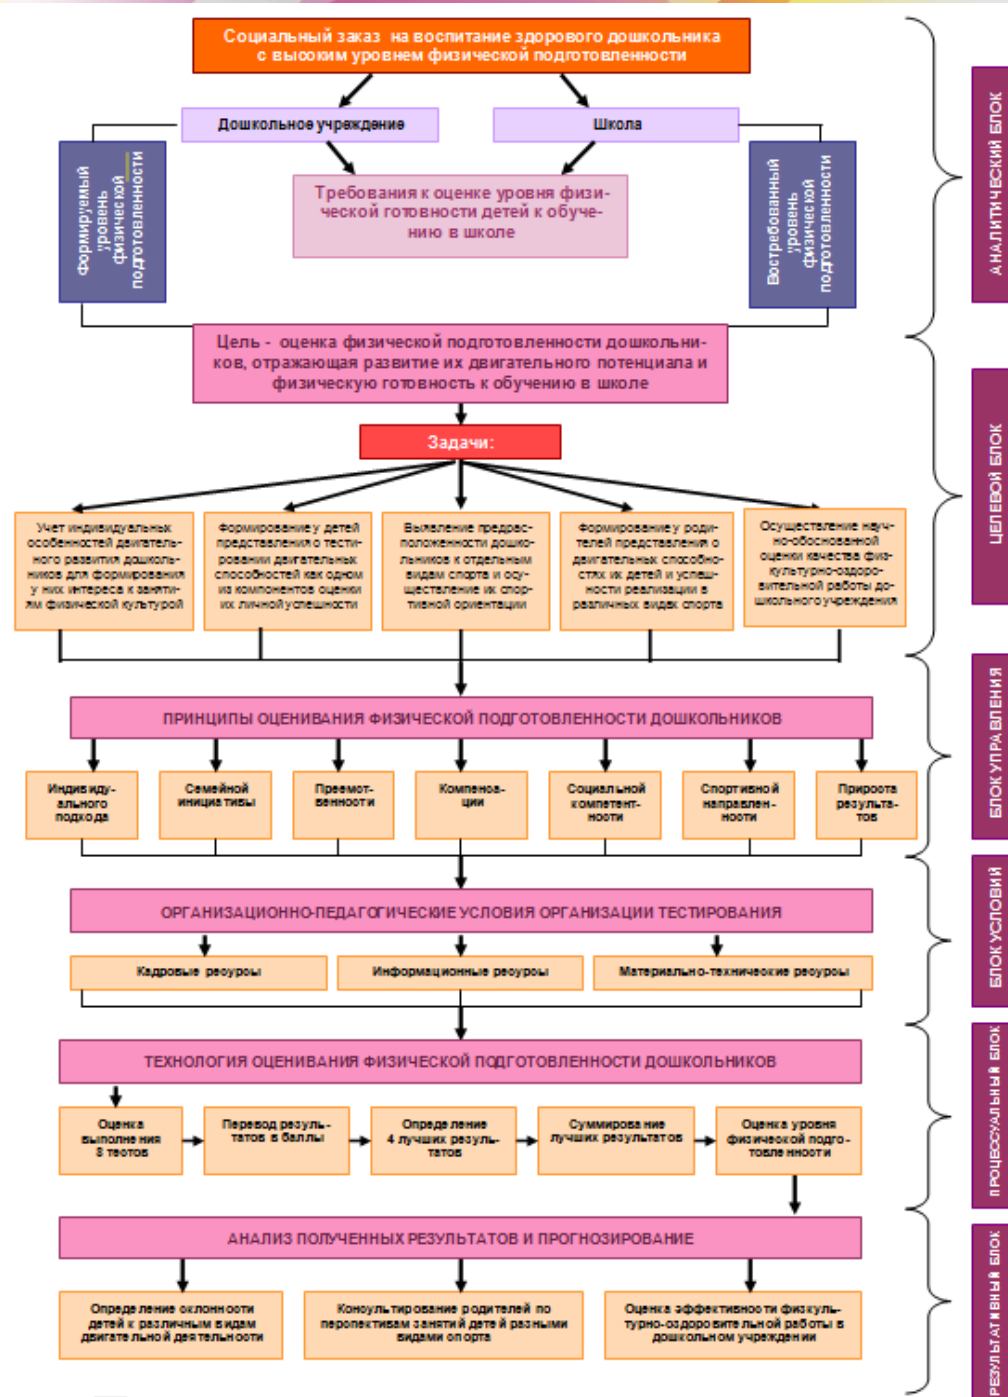 Социальный заказ на воспитание здорового дошкольника
с высоким уровнем физической подготовленности
Дошкольное учреждение
Школа
Формируемый
уровень
физической
подготовленности
Требования к оценке уровня физи-
ческой готовности детей к обуче-
нию в школе
Востребованный
уровень
физической
подготовленности
АНАЛИТИЧЕСКИЙ БЛОК
Цель - оценка физической подготовленности дошкольни-
ков, отражающая развитие их двигательного потенциала и
физическую готовность к обучению в школе
Задачи:
Учет индивидуальных
особенностей двигатель-
ного развития дошколь-
ников для формирования
у них интереса к заняти-
ям физической культурой
Формирование у детей
представления о тести-
ровании двигательных
способностей как одном
из компонентов оценки
их личной успешности
Выявление предрас-
положенности дошко-
льников к отдельным
видам спорта и осу-
ществление их спор-
тивной ориентации
Формирование у роди-
телей представления о
двигательных способно-
стях их детей и успеш-
ности реализации в
различных видах спорта
Осуществление науч-
но-обоснованной
оценки качества физ-
культурно-оздоро-
вительной работы до-
школьного учреждения
ЦЕЛЕВОЙ БЛОК
ПРИНЦИПЫ ОЦЕНИВАНИЯ ФИЗИЧЕСКОЙ ПОДГОТОВЛЕННОСТИ ДОШКОЛЬНИКОВ
Индивиду-
ального
подхода
Семейной
инициативы
Преемст-
венности
Компенса-
ции
Социальной
компетент-
ности
Спортивной
направлен-
ности
Прироста
результа-
тов
БЛОК УПРАВЛЕНИЯ
ОРГАНИЗАЦИОННО-ПЕДАГОГИЧЕСКИЕ УСЛОВИЯ ОРГАНИЗАЦИИ ТЕСТИРОВАНИЯ
Кадровые ресурсы
Информационные ресурсы
Материально-технические ресурсы
БЛОК УСЛОВИЙ
ТЕХНОЛОГИЯ ОЦЕНИВАНИЯ ФИЗИЧЕСКОЙ ПОДГОТОВЛЕННОСТИ ДОШКОЛЬНИКОВ
Оценка
выполнения
8 тестов
Перевод резуль-
татов в баллы
Определение
4 лучших резуль-
татов
Суммирование
лучших результатов
Оценка уровня
физической подго-
товленности
ПРОЦЕССУАЛЬНЫЙ БЛОК
АНАЛИЗ ПОЛУЧЕННЫХ РЕЗУЛЬТАТОВ И ПРОГНОЗИРОВАНИЕ
Определение склонности
детей к различным видам
двигательной деятельности
Консультирование родителей по
перспективам занятий детей разными
видами спорта
Оценка эффективности физкуль-
турно-оздоровительной работы в
дошкольном учреждении
РЕЗУЛЬТАТИВНЫЙ БЛОК